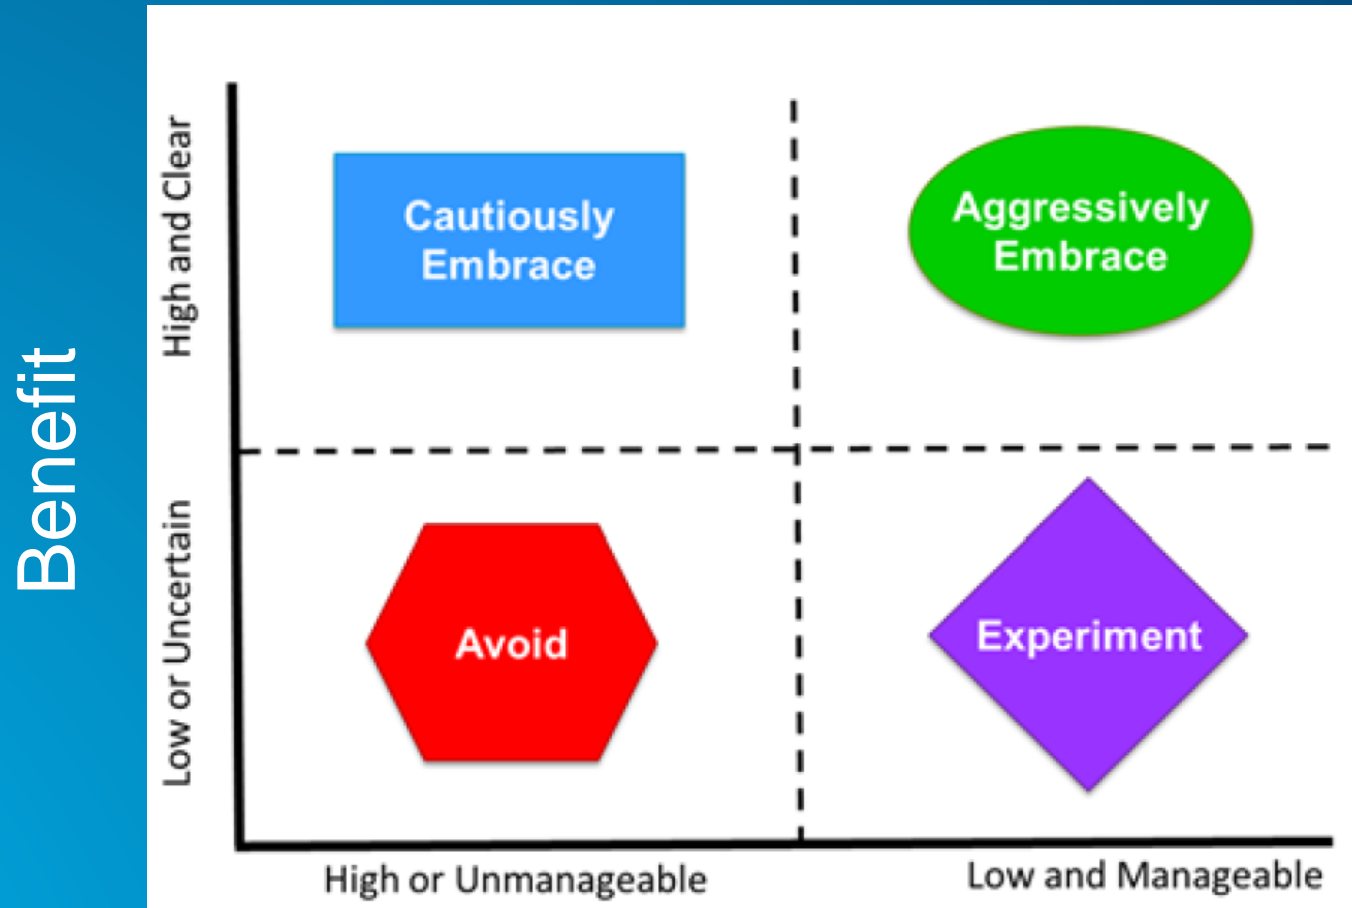 Benefit
High and Clear
Low or Uncertain
Cautiously
Embrace
Aggressively
Embrace
Avoid
Experiment
High or Unmanageable
Low and Manageable